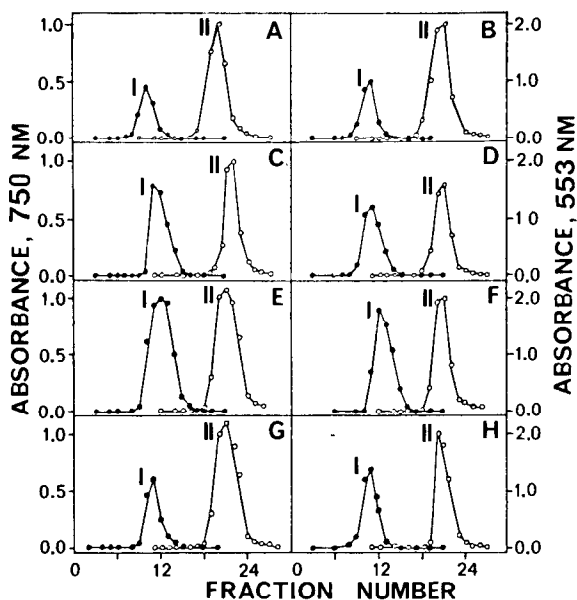 1.0 I II A II B 2.0
0.5 I 1.0
0.0 0.0
1.0 I II C I II D 2.0
0.5 1.0
0.0 0.0
1.0 I II E I II F 2.0
0.5 1.0
0.0 0.0
1.0 I II G I II H 2.0
0.5 1.0
0.0 0.0
0 12 24 0 12 24
FRACTION NUMBER
ABSORBANCE, 750 NM
ABSORBANCE, 553 NM